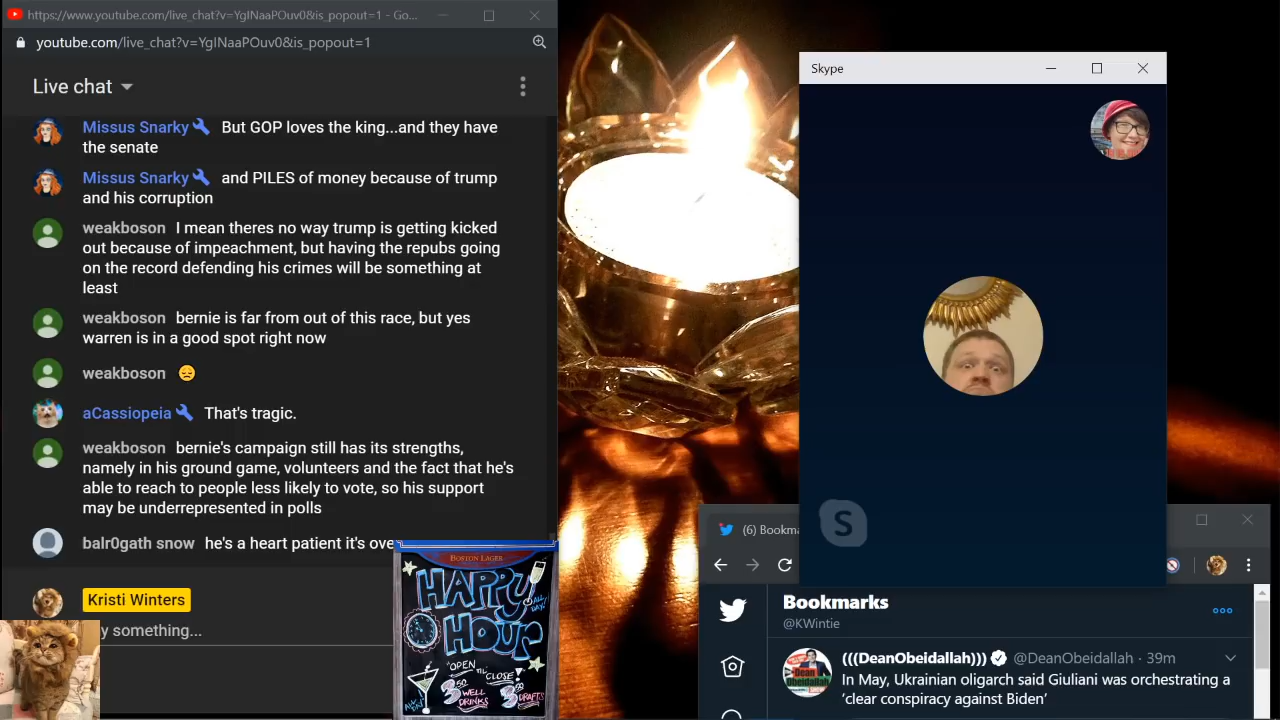 https://www.youtube.com/live_chat?v=YgINaaPOuv0&is_popout=1 - Go...
youtube.com/live_chat?v=YgINaaPOuv0&is_popout=1
Live chat
Missus Snarky But GOP loves the king...and they have
the senate
Missus Snarky and PILES of money because of trump
and his corruption
weakboson I mean theres no way trump is getting kicked
out because of impeachment, but having the repubs going
on the record defending his crimes will be something at
least
weakboson bernie is far from out of this race, but yes
warren is in a good spot right now
weakboson 😔
aCassiopeia That's tragic.
weakboson bernie's campaign still has its strengths,
namely in his ground game, volunteers and the fact that he's
able to reach to people less likely to vote, so his support
may be underrepresented in polls
balr0gath snow he's a heart patient it's ove
Kristi Winters
y something...
BOSTON LAGER
HAPPY
ALL DAY!
HOUR
"OPEN
'TIL"
CLOSE!
3.50 WELL
DRINKS
DRAFTS
Skype
S
(6) Bookma
Bookmarks
@KWintie
(((DeanObeidallah))) @DeanObeidallah · 39m
In May, Ukrainian oligarch said Giuliani was orchestrating a
'clear conspiracy against Biden'